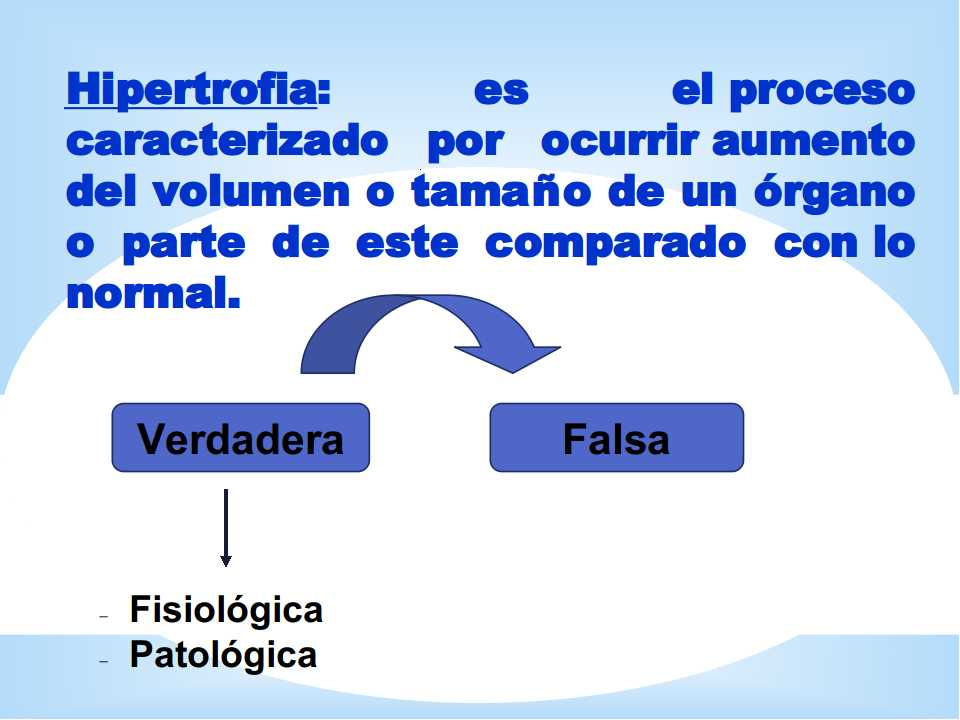 Hipertrofia: es el proceso
caracterizado por ocurrir aumento
del volumen o tamaño de un órgano
o parte de este comparado con lo
normal.
Verdadera
Falsa
– Fisiológica
– Patológica